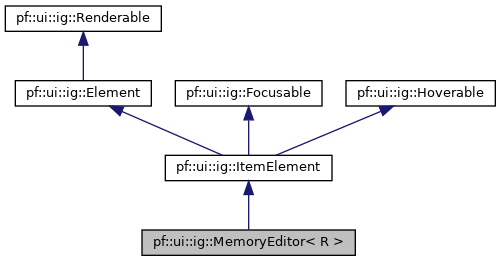 pf::ui::ig::Renderable
pf::ui::ig::Element
pf::ui::ig::Focusable
pf::ui::ig::Hoverable
pf::ui::ig::ItemElement
pf::ui::ig::MemoryEditor< R >